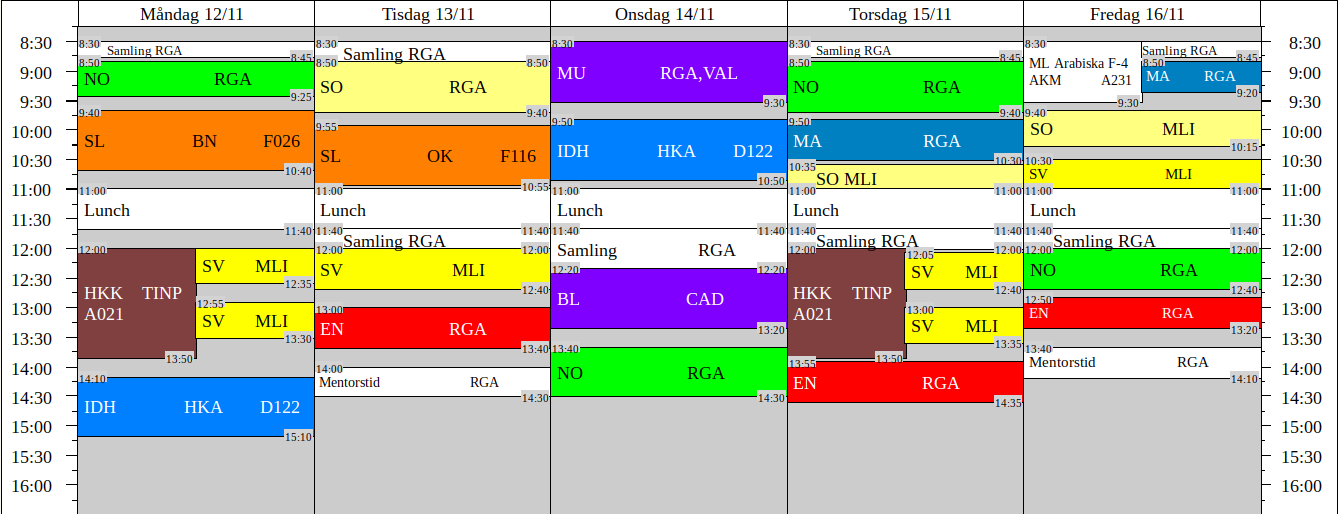 Måndag 12/11 Tisdag 13/11 Onsdag 14/11 Torsdag 15/11 Fredag 16/11
8:30
9:00
9:30
10:00
10:30
11:00
11:30
12:00
12:30
13:00
13:30
14:00
14:30
15:00
15:30
16:00
8:30
Samling RGA
8:45
8:50
NO RGA
9:25
9:40
SL BN F026
10:40
11:00
Lunch
11:40
12:00
HKK TINP
A021
13:50
SV MLI
12:35
12:55
SV MLI
13:30
14:10
IDH HKA D122
15:10
8:30
Samling RGA
8:50
8:50
SO RGA
9:40
9:55
SL OK F116
10:55
11:00
Lunch
11:40
11:40
Samling RGA
12:00
12:00
SV MLI
12:40
13:00
EN RGA
13:40
14:00
Mentorstid RGA
14:30
8:30
MU RGA,VAL
9:30
9:50
IDH HKA D122
10:50
11:00
Lunch
11:40
11:40
Samling RGA
12:20
12:20
BL CAD
13:20
13:40
NO RGA
14:30
8:30
Samling RGA
8:45
8:50
NO RGA
9:40
9:50
MA RGA
10:30
10:35
SO MLI
11:00
11:00
Lunch
11:40
11:40
Samling RGA
12:00
12:00
HKK TINP
A021
13:50
12:05
SV MLI
12:40
13:00
SV MLI
13:35
13:55
EN RGA
14:35
8:30
ML Arabiska F-4
AKM A231
9:30
Samling RGA
8:45
8:50
MA RGA
9:20
9:40
SO MLI
10:15
10:30
SV MLI
11:00
11:00
Lunch
11:40
11:40
Samling RGA
12:00
12:00
NO RGA
12:40
12:50
EN RGA
13:20
13:40
Mentorstid RGA
14:10
8:30
9:00
9:30
10:00
10:30
11:00
11:30
12:00
12:30
13:00
13:30
14:00
14:30
15:00
15:30
16:00